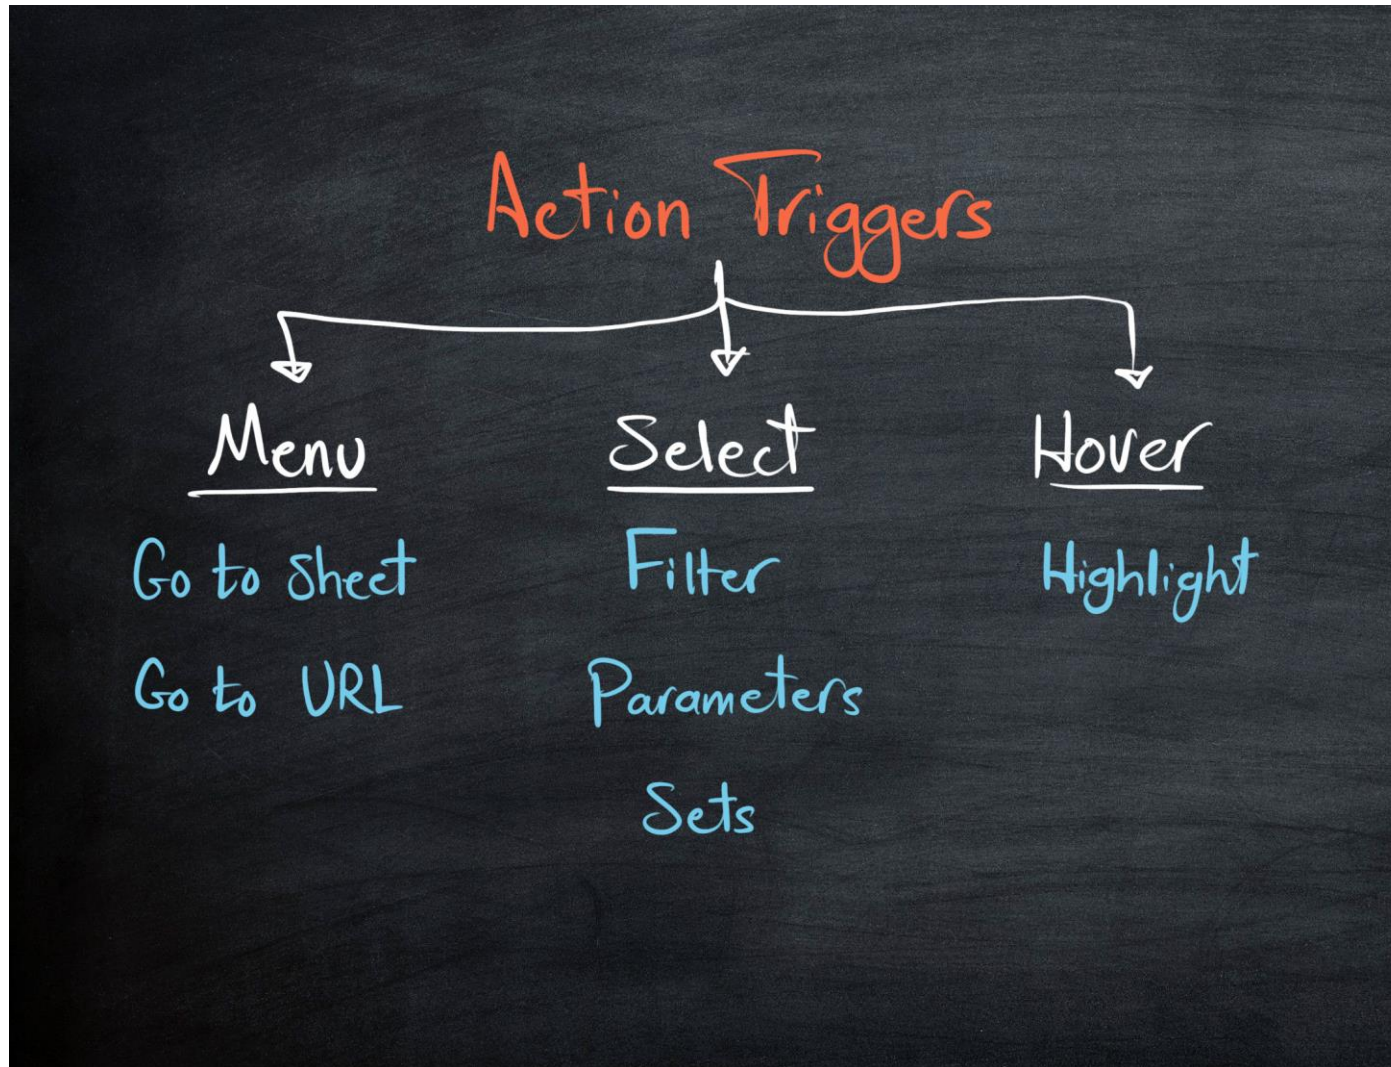 Action Triggers
Menu
Select
Hover
Go to Sheet
Filter
Highlight
Go to URL
Parameters
Sets